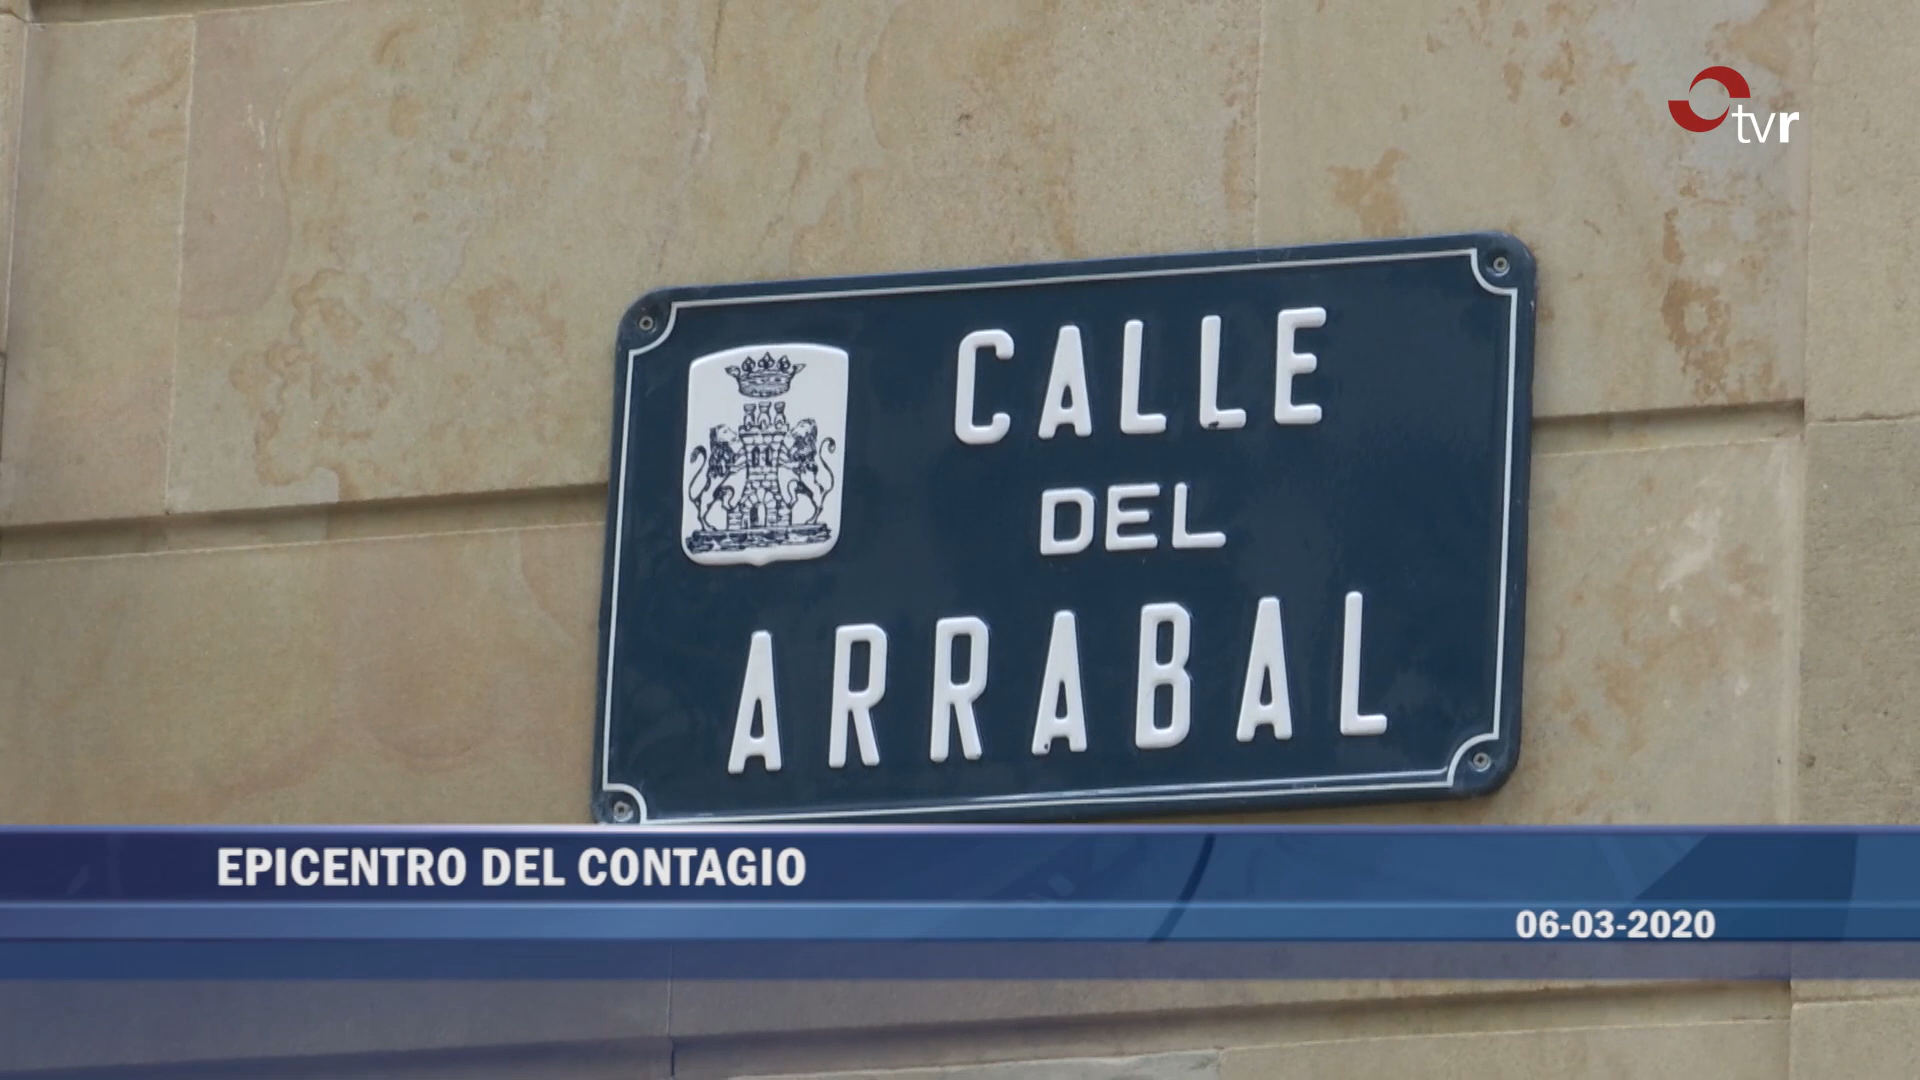 tvr
CALLE
DEL
ARRABAL
EPICENTRO DEL CONTAGIO
06-03-2020